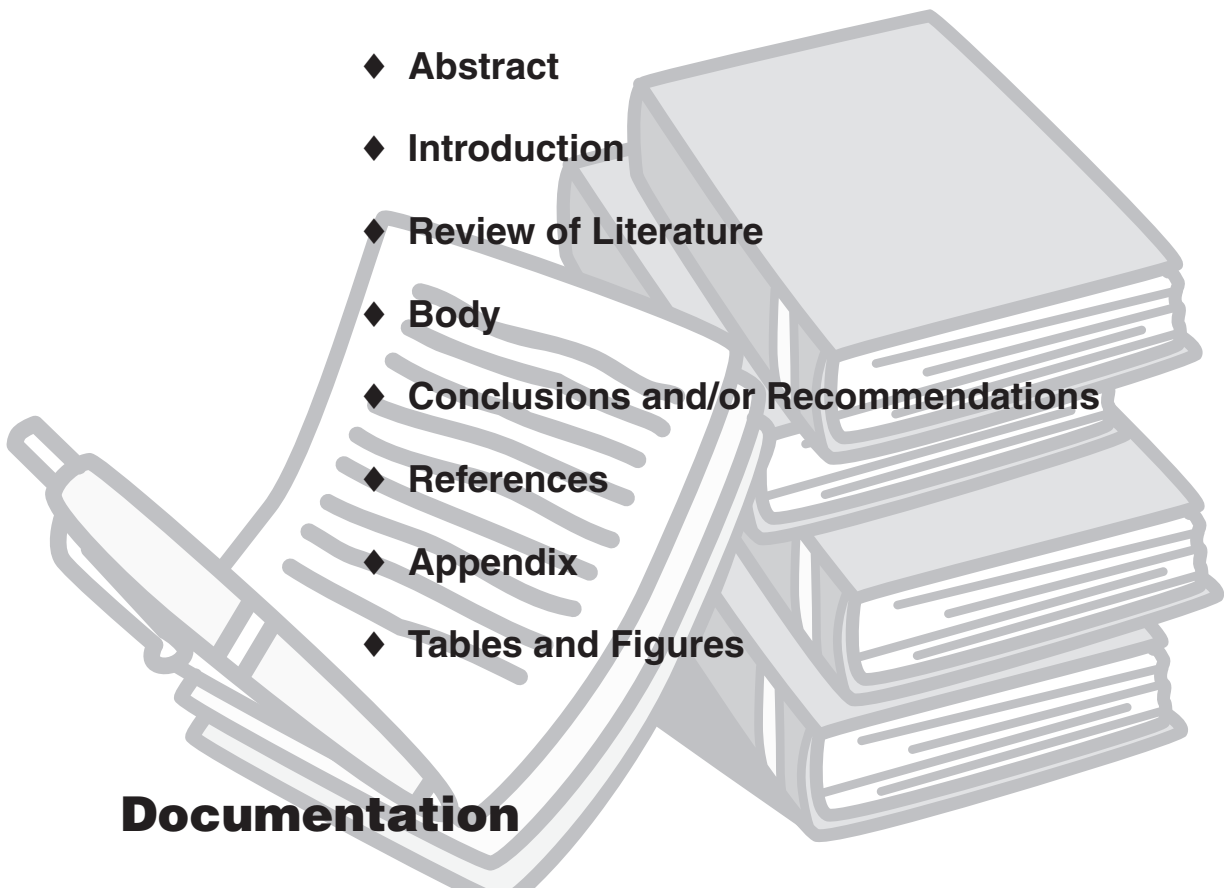 ♦ Abstract
♦ Introduction
♦ Review of Literature
♦ Body
♦ Conclusions and/or Recommendations
♦ References
♦ Appendix
♦ Tables and Figures
Documentation